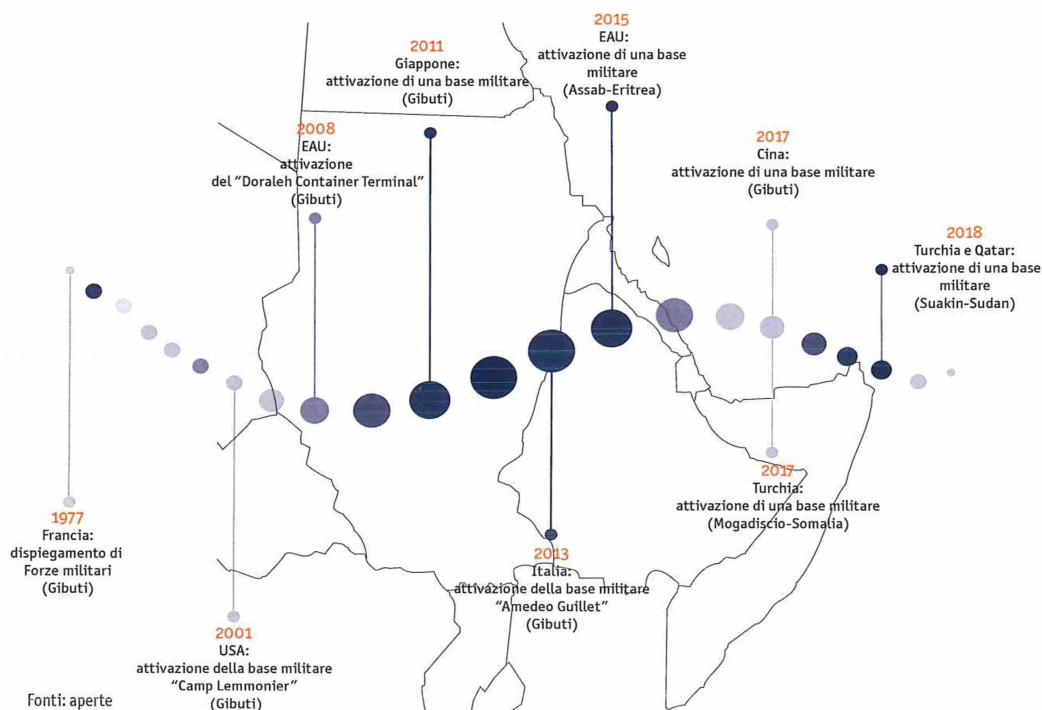 1977
Francia:
dispiegamento di
Forze militari
(Gibuti)
2001
USA:
attivazione della base militare
“Camp Lemmonier”
(Gibuti)
2008
EAU:
attivazione
del “Doraleh Container Terminal”
(Gibuti)
2011
Giappone:
attivazione di una base militare
(Gibuti)
2013
Italia:
attivazione della base militare
“Amedeo Guillet”
(Gibuti)
2015
EAU:
attivazione di una base
militare
(Assab-Eritrea)
2017
Cina:
attivazione di una base militare
(Gibuti)
2017
Turchia:
attivazione di una base militare
(Mogadiscio-Somalia)
2018
Turchia e Qatar:
attivazione di una base
militare
(Suakin-Sudan)
Fonti: aperte